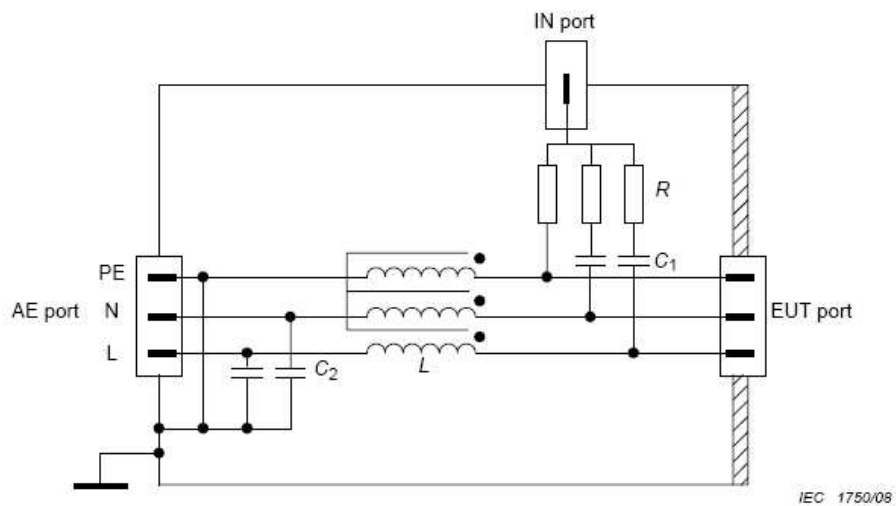 IN port
R
PE
C1
AE port
N
EUT port
L
C2
L
IEC 1750/08